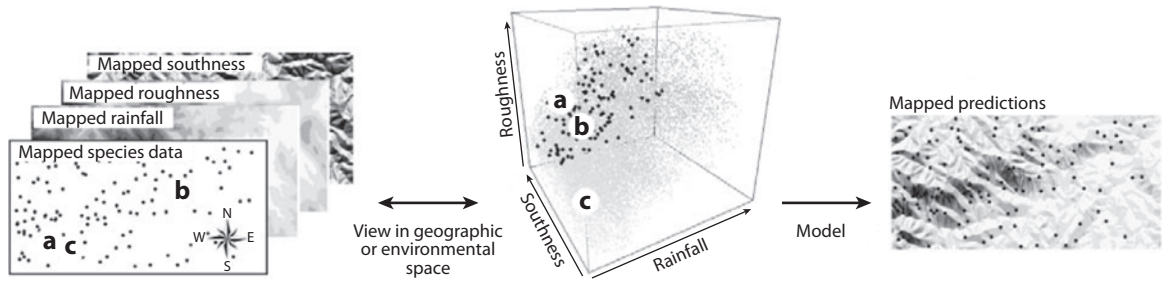 Mapped southness
Mapped roughness
Mapped rainfall
Mapped species data
b
a
c
N
W
E
S
View in geographic
or environmental
space
Roughness
a
b
c
Southness
Rainfall
Model
Mapped predictions